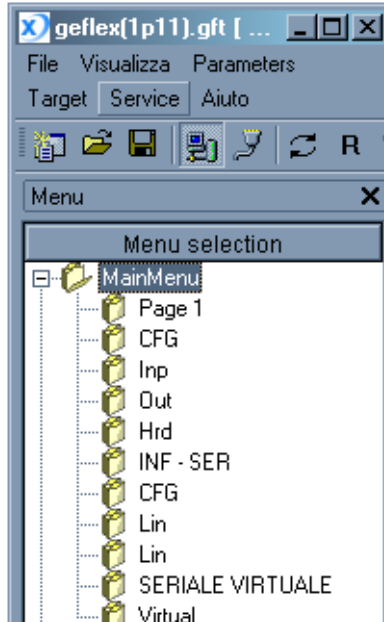 geflex(1p11).gft [ ...
File Visualizza Parameters
Target Service Aiuto
R
Menu
Menu selection
MainMenu
Page 1
CFG
Inp
Out
Hrd
INF - SER
CFG
Lin
Lin
SERIALE VIRTUALE
Virtual